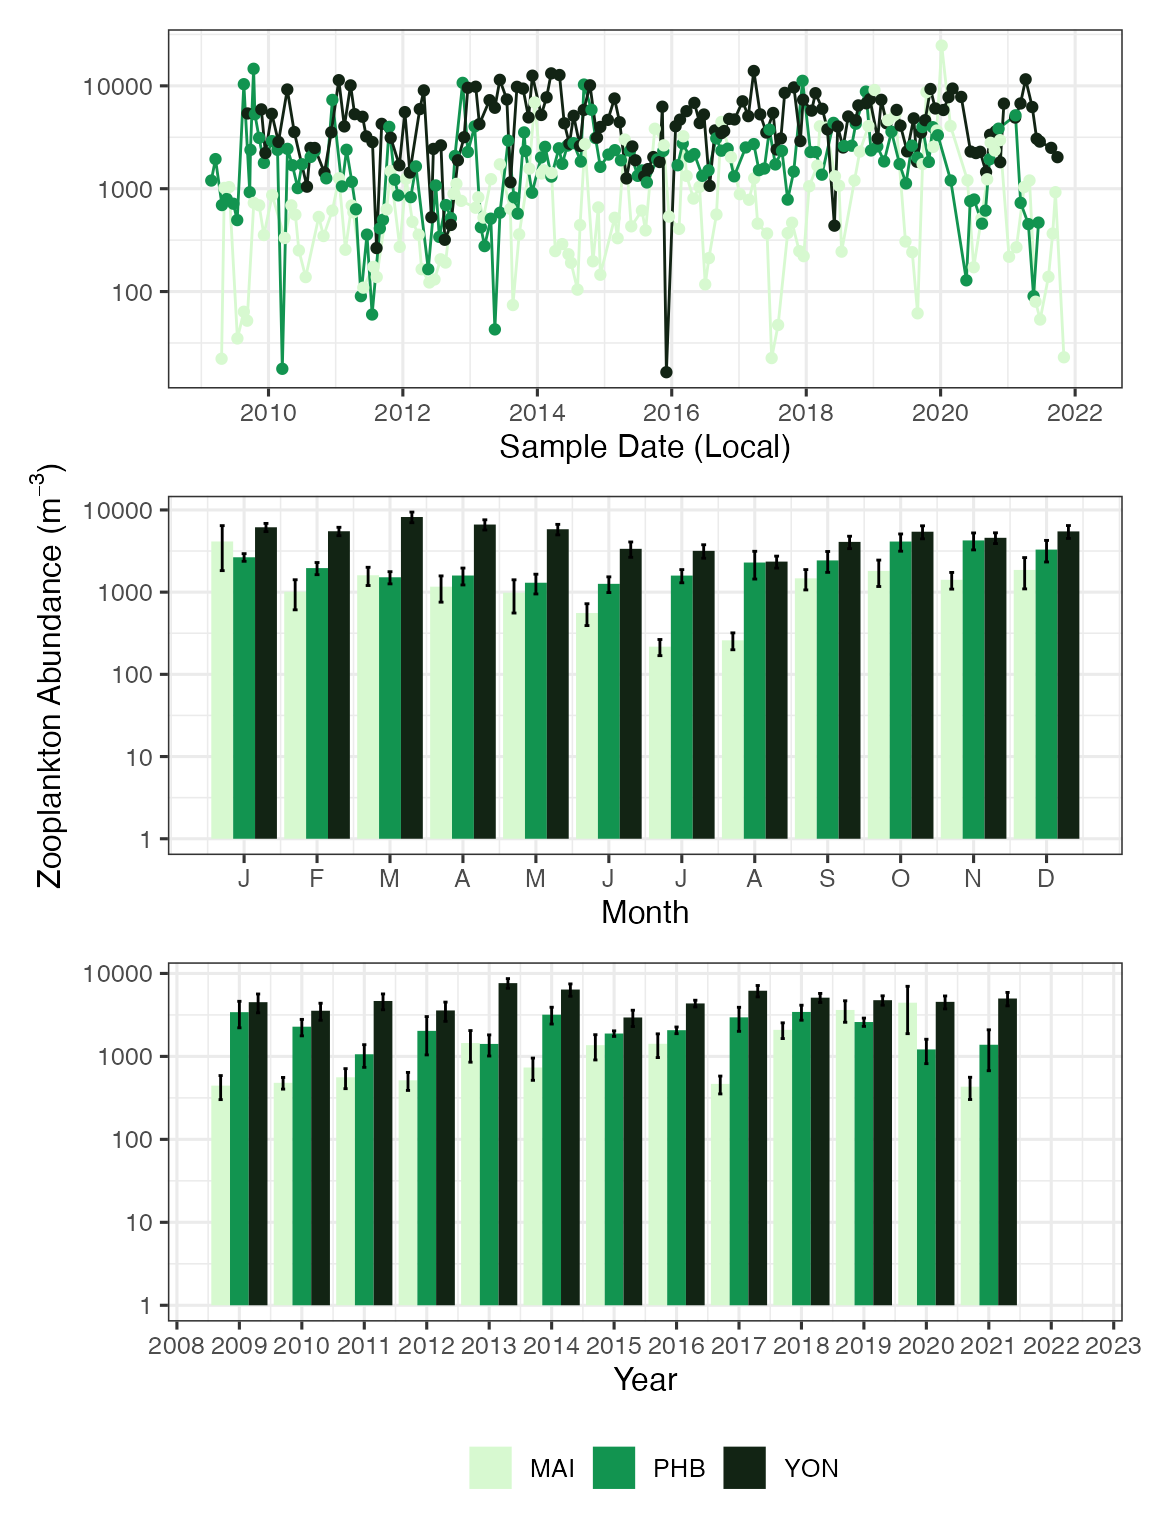 10000
1000
100
2010 2012 2014 2016 2018 2020 2022
Sample Date (Local)
Zooplankton Abundance (m⁻³)
10000
1000
100
10
1
J F M A M J J A S O N D
Month
10000
1000
100
10
1
2008 2009 2010 2011 2012 2013 2014 2015 2016 2017 2018 2019 2020 2021 2022 2023
Year
MAI PHB YON